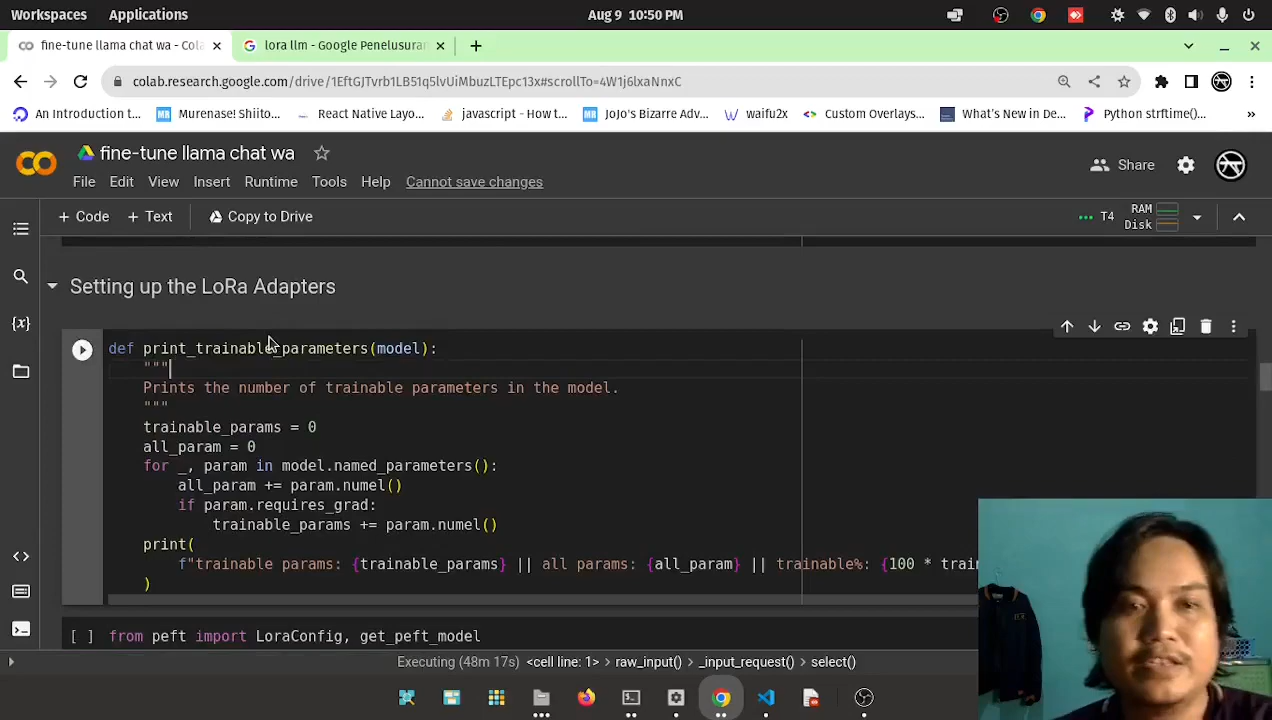 Workspaces Applications Aug 9 10:50 PM
fine-tune llama chat wa - Cola lora llm - Google Penelusuran
colab.research.google.com/drive/1EftGJTvrb1LB51q5lvUiMbuzLTEpc13x#scrollTo=4W1j6lxaNnxC
An Introduction t... Murenase! Shiito... React Native Layo... javascript - How t... JoJo's Bizarre Adv... waifu2x Custom Overlays... What's New in De... Python strftime()... »
fine-tune llama chat wa
Share
File Edit View Insert Runtime Tools Help Cannot save changes
+ Code + Text Copy to Drive T4 RAM
Disk
Setting up the LoRa Adapters
def print_trainable_parameters(model):
"""
Prints the number of trainable parameters in the model.
"""
trainable_params = 0
all_param = 0
for _, param in model.named_parameters():
all_param += param.numel()
if param.requires_grad:
trainable_params += param.numel()
print(
f"trainable params: {trainable_params} || all params: {all_param} || trainable%: {100 * train
)
[ ] from peft import LoraConfig, get_peft_model
Executing (48m 17s) <cell line: 1> raw_input() _input_request() select()